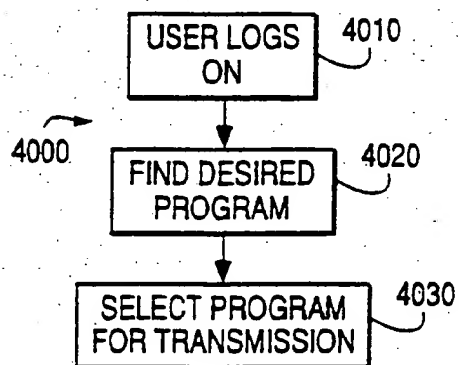 USER LOGS
ON
4010
4000
FIND DESIRED
PROGRAM
4020
SELECT PROGRAM
FOR TRANSMISSION
4030